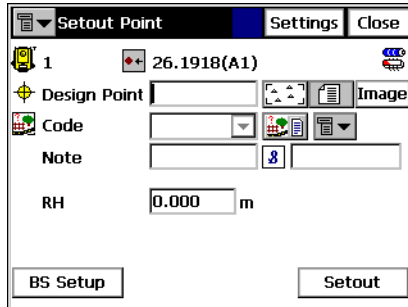 Setout Point Settings Close
1 26.1918(A1)
Design Point Image
Code
Note 8
RH 0.000 m
BS Setup Setout